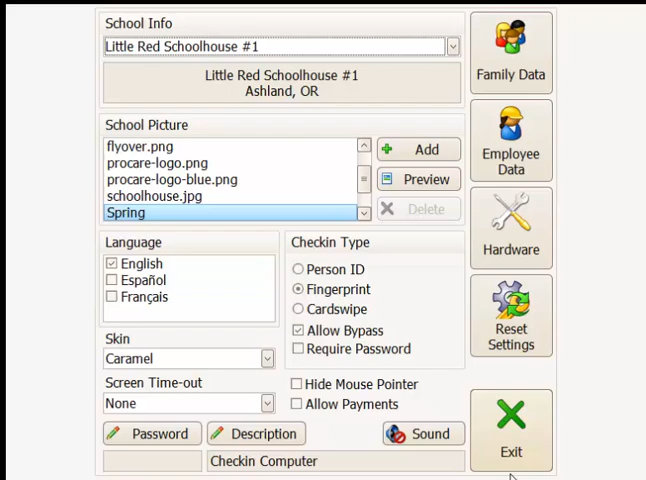 School Info
Little Red Schoolhouse #1
Little Red Schoolhouse #1
Ashland, OR
School Picture
flyover.png
procare-logo.png
procare-logo-blue.png
schoolhouse.jpg
Spring
Add
Preview
Delete
Language
English
Español
Français
Checkin Type
Person ID
Fingerprint
Cardswipe
Allow Bypass
Require Password
Skin
Caramel
Screen Time-out
None
Hide Mouse Pointer
Allow Payments
Password
Description
Sound
Checkin Computer
Family Data
Employee
Data
Hardware
Reset
Settings
Exit